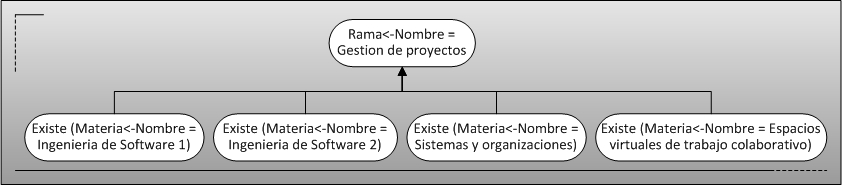 Rama<-Nombre =
Gestion de proyectos
Existe (Materia<-Nombre =
Ingenieria de Software 1)
Existe (Materia<-Nombre =
Ingenieria de Software 2)
Existe (Materia<-Nombre =
Sistemas y organizaciones)
Existe (Materia<-Nombre = Espacios
virtuales de trabajo colaborativo)